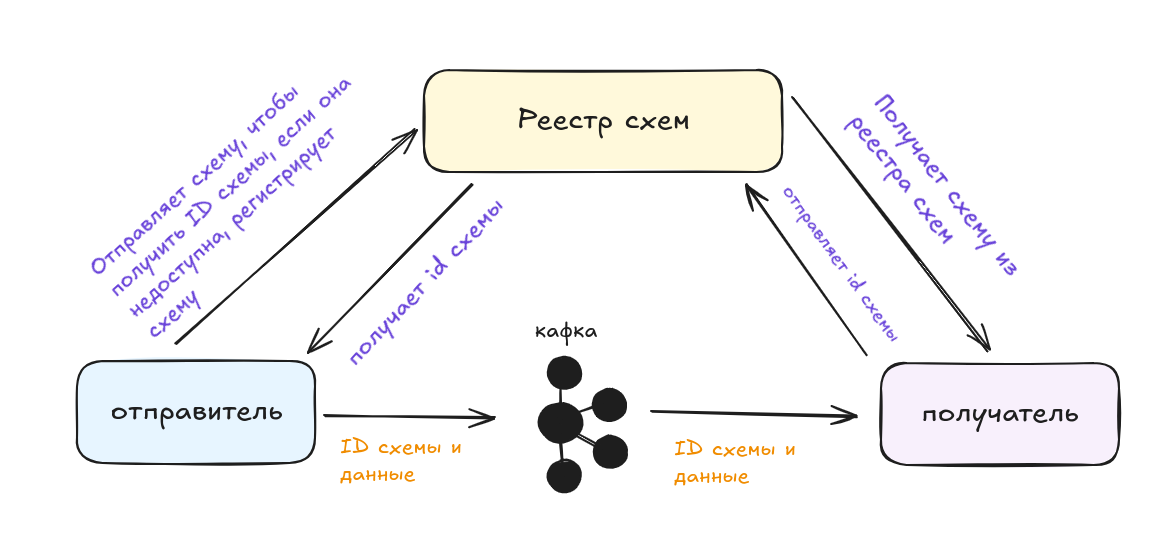 Реестр схем
Отправляет схему, чтобы
получить ID схемы, если она
недоступна, регистрирует
схему
получает id схемы
отправляет id схемы
Получает схему из
реестра схем
кафка
отправитель
ID схемы и
данные
ID схемы и
данные
получатель